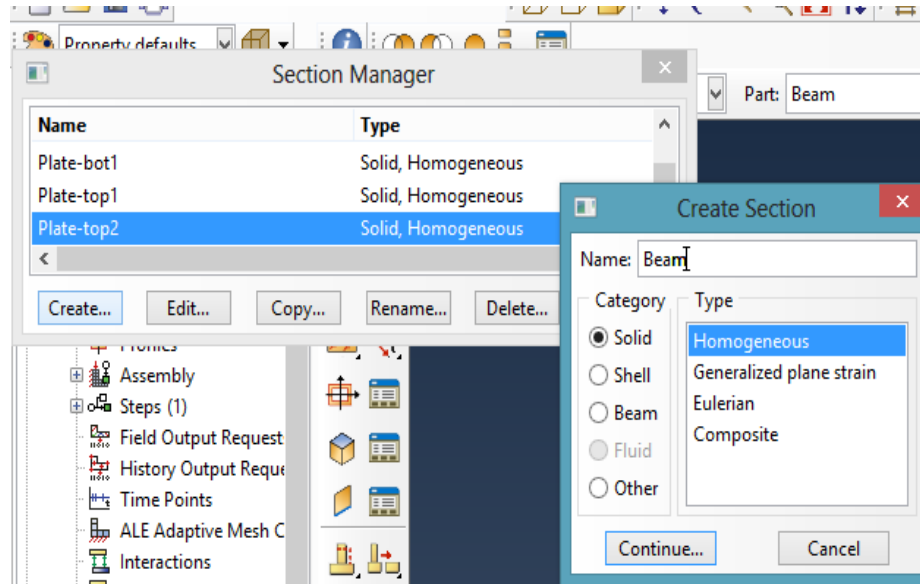 Property defaults
Section Manager
Part: Beam
Name Type
Plate-bot1 Solid, Homogeneous
Plate-top1 Solid, Homogeneous
Plate-top2 Solid, Homogeneous
Create... Edit... Copy... Rename... Delete...
Create Section
Name: Beam
Category Type
Solid
Shell
Beam
Fluid
Other
Homogeneous
Generalized plane strain
Eulerian
Composite
Continue... Cancel
Profiles
Assembly
Steps (1)
Field Output Request
History Output Reque
Time Points
ALE Adaptive Mesh C
Interactions